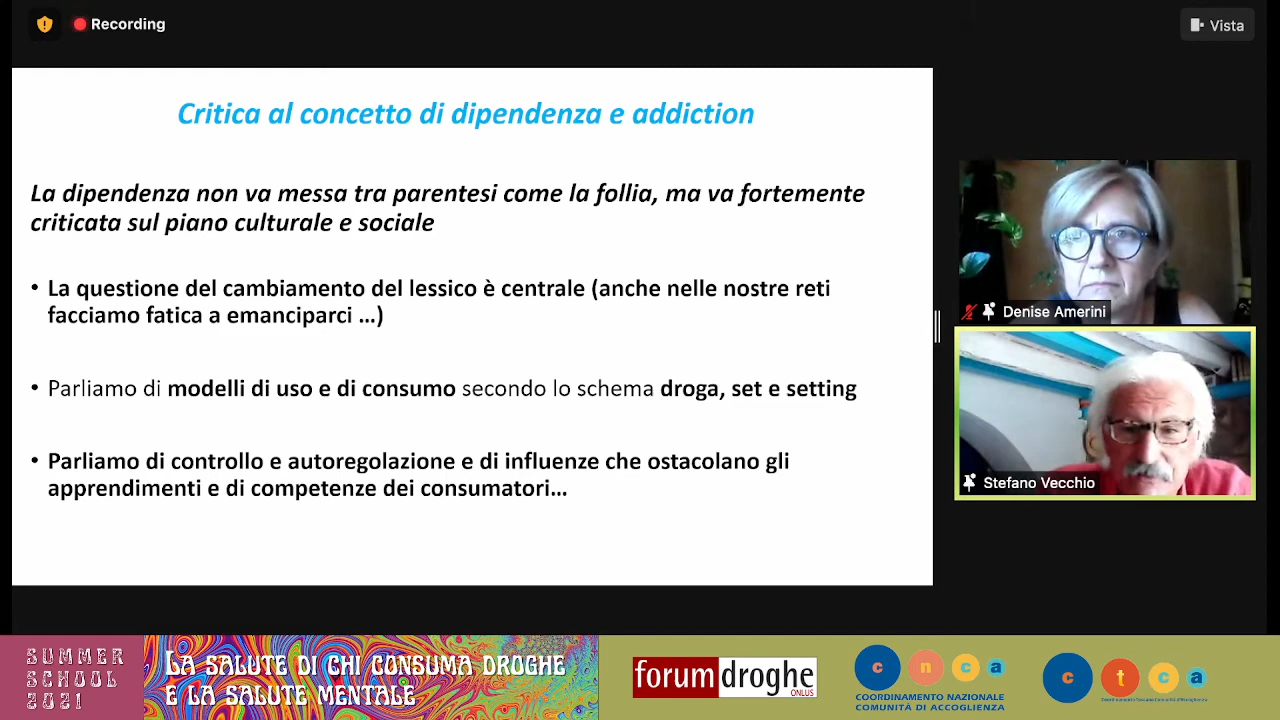 Recording
Vista
Critica al concetto di dipendenza e addiction
La dipendenza non va messa tra parentesi come la follia, ma va fortemente
criticata sul piano culturale e sociale
• La questione del cambiamento del lessico è centrale (anche nelle nostre reti
facciamo fatica a emanciparci ...)
• Parliamo di modelli di uso e di consumo secondo lo schema droga, set e setting
• Parliamo di controllo e autoregolazione e di influenze che ostacolano gli
apprendimenti e di competenze dei consumatori...
Denise Amerini
Stefano Vecchio
SUMMER
SCHOOL
2021
LA SALUTE DI CHI CONSUMA DROGHE
E LA SALUTE MENTALE
forumdroghe
ONLUS
c n c a
COORDINAMENTO NAZIONALE
COMUNITÀ DI ACCOGLIENZA
c t c a